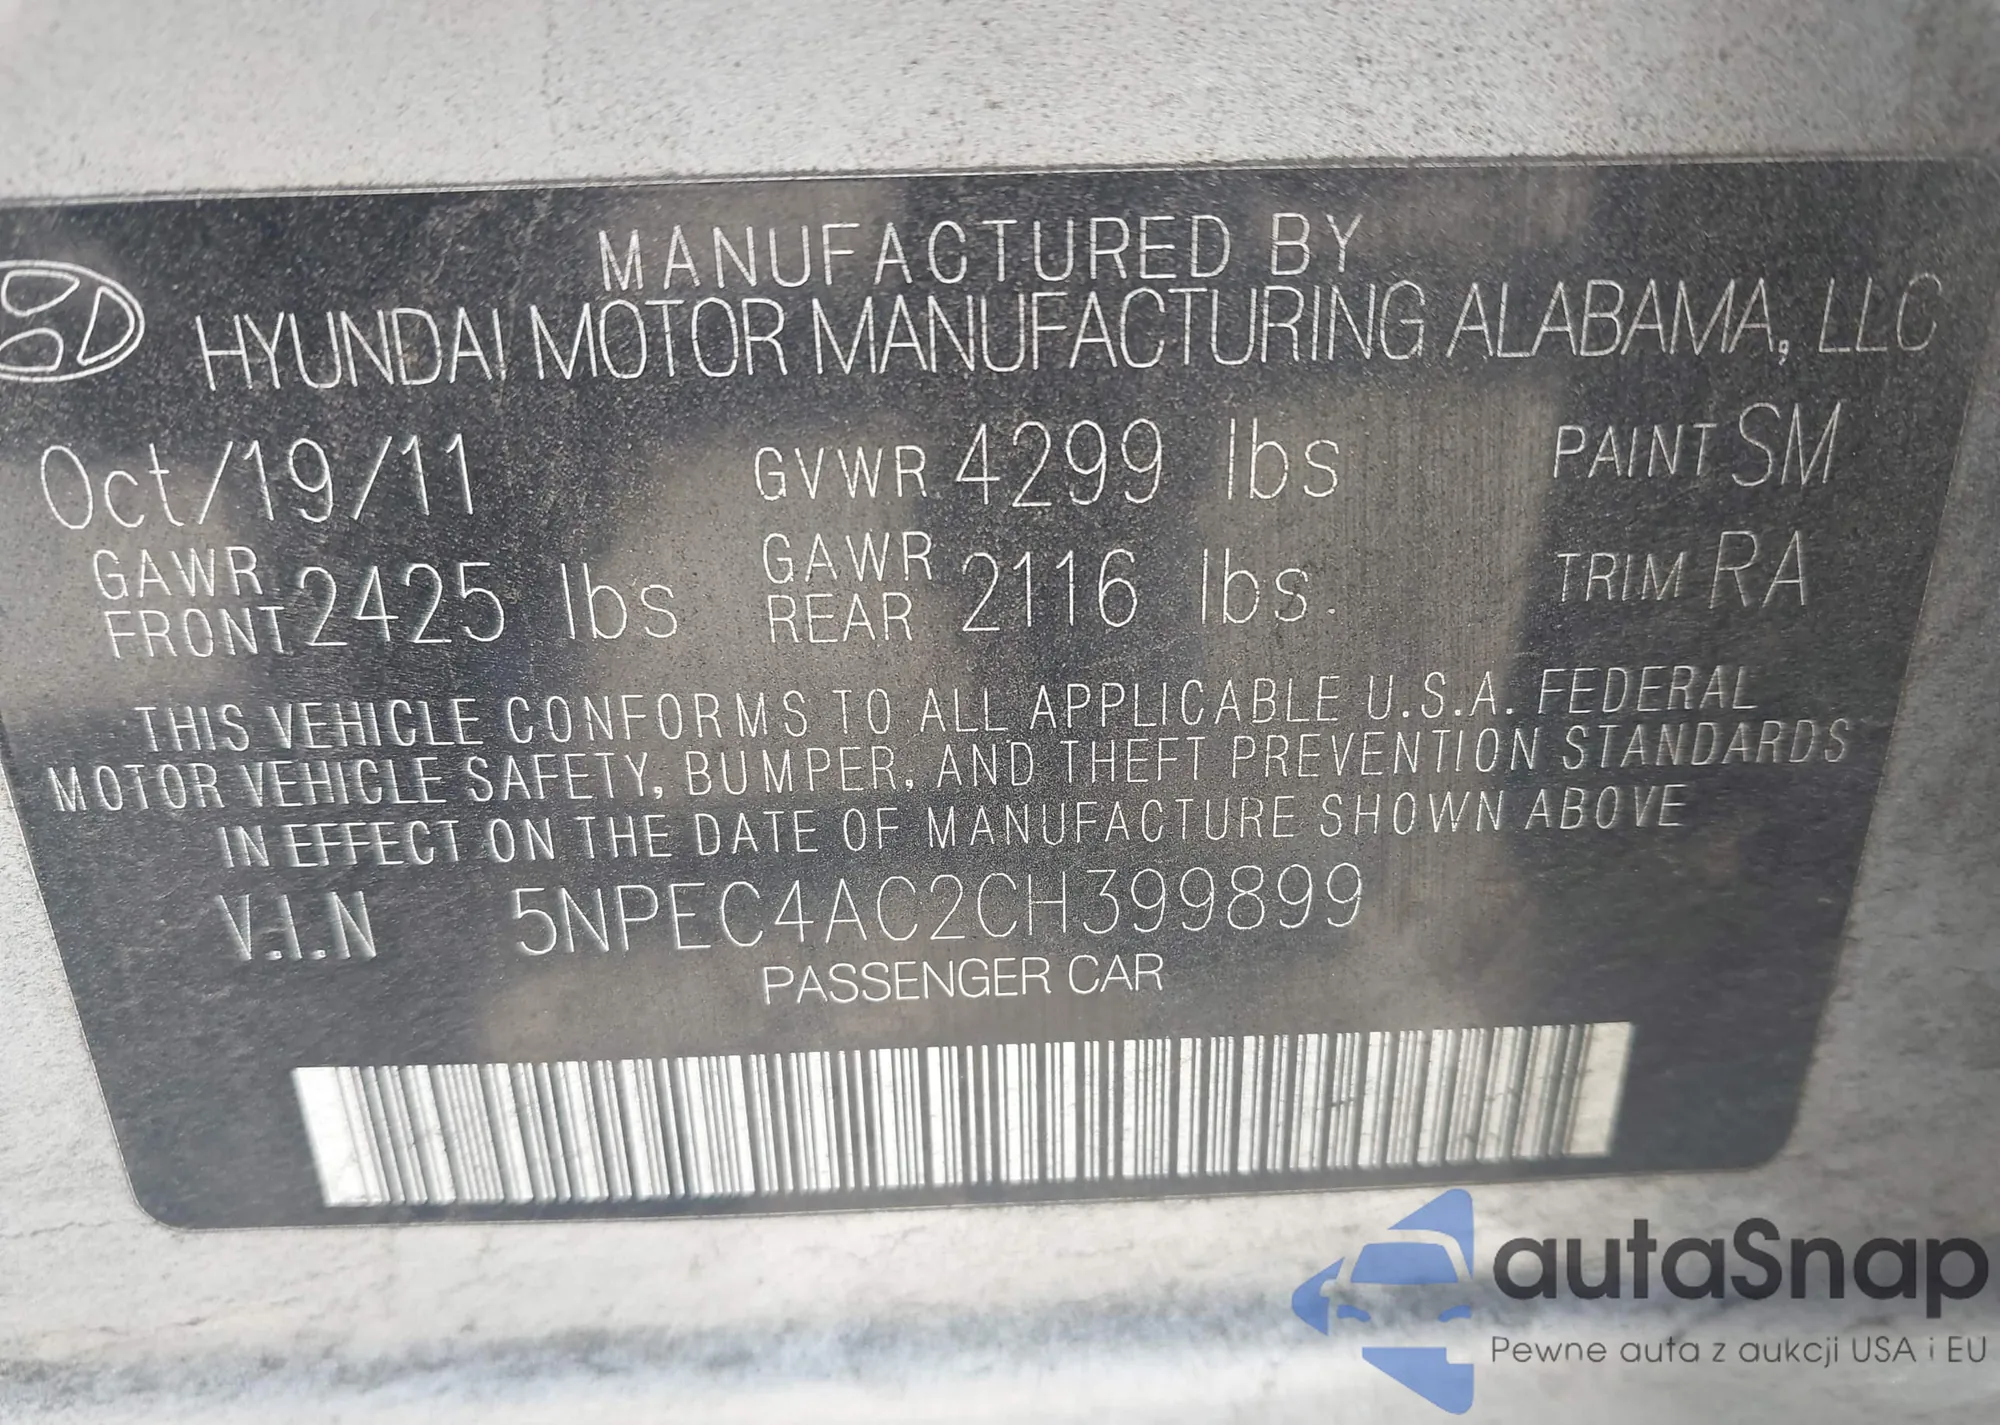 MANUFACTURED BY
HYUNDAI MOTOR MANUFACTURING ALABAMA, LLC
Oct/19/11 GVWR 4299 lbs PAINT SM
GAWR FRONT 2425 lbs GAWR REAR 2116 lbs. TRIM RA
THIS VEHICLE CONFORMS TO ALL APPLICABLE U.S.A. FEDERAL
MOTOR VEHICLE SAFETY, BUMPER, AND THEFT PREVENTION STANDARDS
IN EFFECT ON THE DATE OF MANUFACTURE SHOWN ABOVE
V.I.N 5NPEC4AC2CH399899
PASSENGER CAR
autaSnap
Pewne auta z aukcji USA i EU